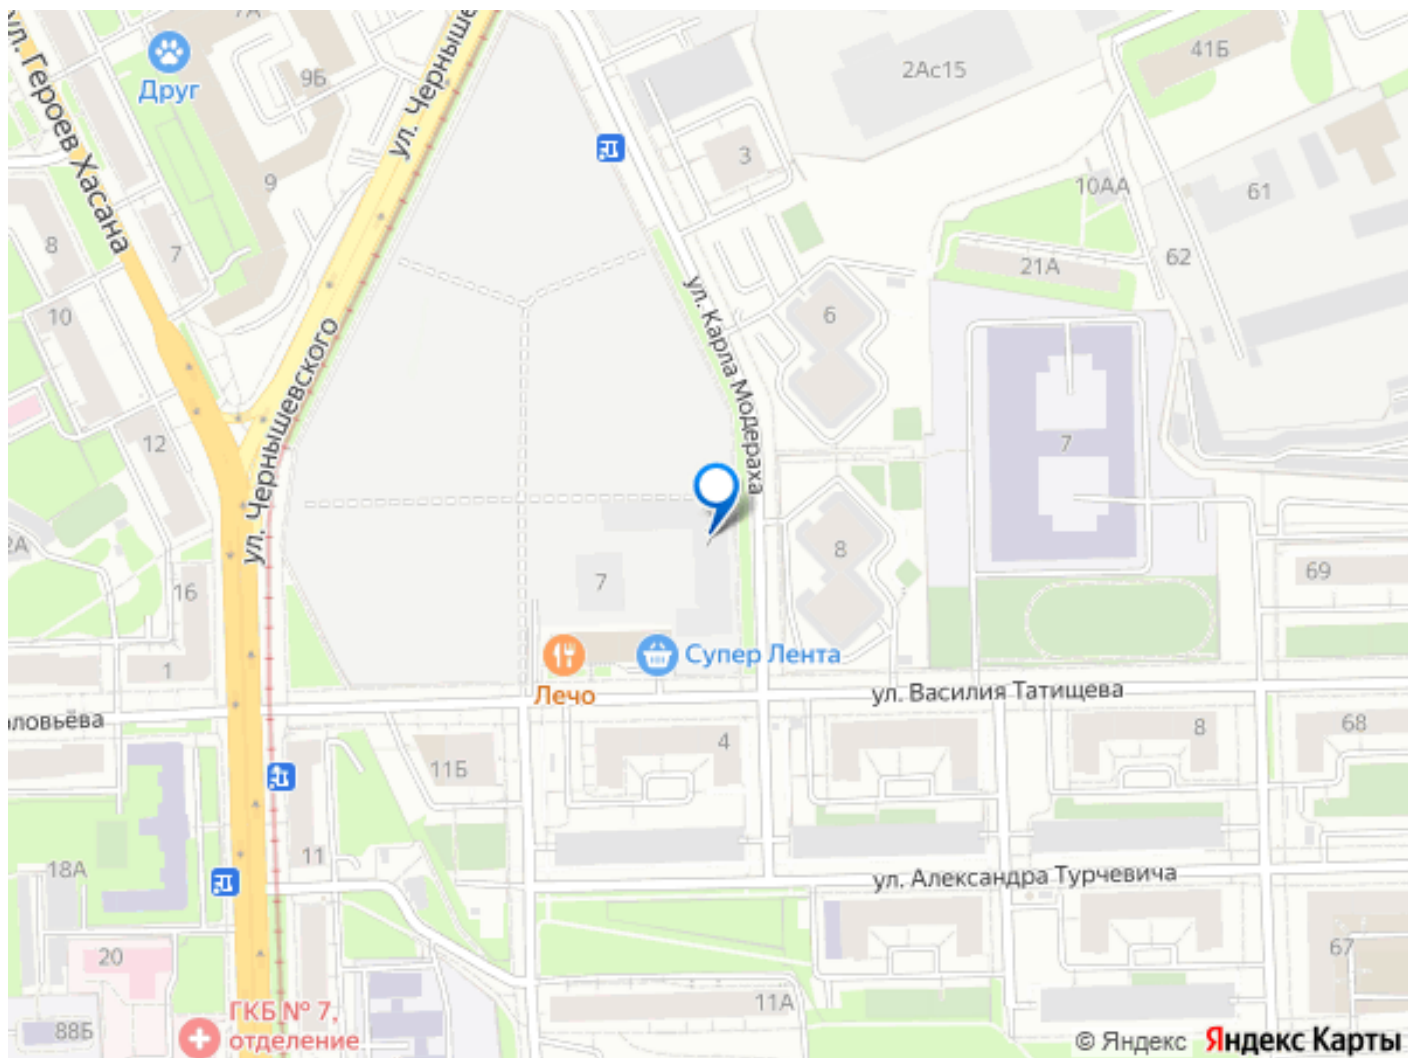 7А
9Б
Друг
ул. Героев Хасана
ул. Черныше
2Ас15
41Б
3
10АА
61
9
8
7
62
21А
10
6
ул. Карла Модераха
ул. Чернышевского
12
7
8
2А
16
7
69
1
Супер Лента
Лечо
ул. Василия Татищева
оловьёва
4
8
68
11Б
11
18А
ул. Александра Турчевича
20
67
11А
ГКБ № 7,
отделение
88Б
© Яндекс Яндекс Карты